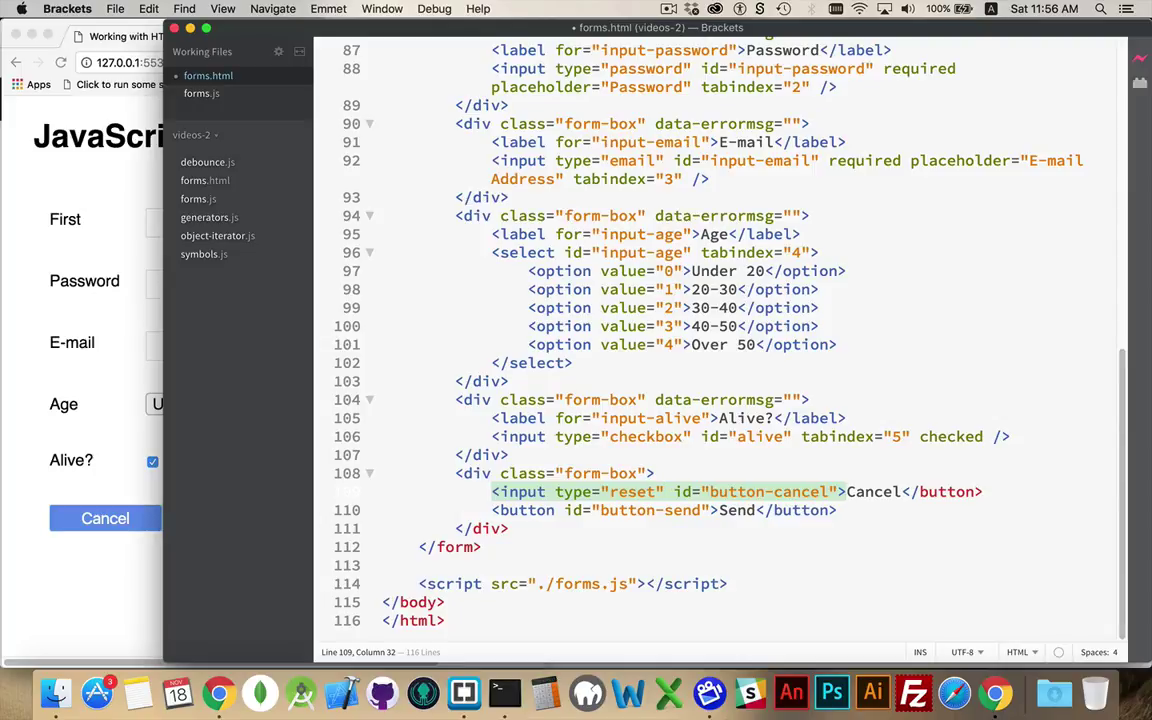 Brackets File Edit Find View Navigate Emmet Window Debug Help 100% A Sat 11:56 AM
• forms.html (videos-2) — Brackets
Working with HT
127.0.0.1:553
Apps Click to run some s
JavaScri
First
Password
E-mail
Age
U
Alive?
Cancel
Working Files
• forms.html
forms.js
videos-2
debounce.js
forms.html
forms.js
generators.js
object-iterator.js
symbols.js
87 <label for="input-password">Password</label>
88 <input type="password" id="input-password" required
placeholder="Password" tabindex="2" />
89 </div>
90 <div class="form-box" data-errormsg="">
91 <label for="input-email">E-mail</label>
92 <input type="email" id="input-email" required placeholder="E-mail
Address" tabindex="3" />
93 </div>
94 <div class="form-box" data-errormsg="">
95 <label for="input-age">Age</label>
96 <select id="input-age" tabindex="4">
97 <option value="0">Under 20</option>
98 <option value="1">20-30</option>
99 <option value="2">30-40</option>
100 <option value="3">40-50</option>
101 <option value="4">Over 50</option>
102 </select>
103 </div>
104 <div class="form-box" data-errormsg="">
105 <label for="input-alive">Alive?</label>
106 <input type="checkbox" id="alive" tabindex="5" checked />
107 </div>
108 <div class="form-box">
<input type="reset" id="button-cancel">Cancel</button>
110 <button id="button-send">Send</button>
111 </div>
112 </form>
113
114 <script src="./forms.js"></script>
115 </body>
116 </html>
Line 109, Column 32 — 116 Lines
INS UTF-8 HTML Spaces: 4
3
NOV
18
W
X
S
An
Ps
Ai
FZ